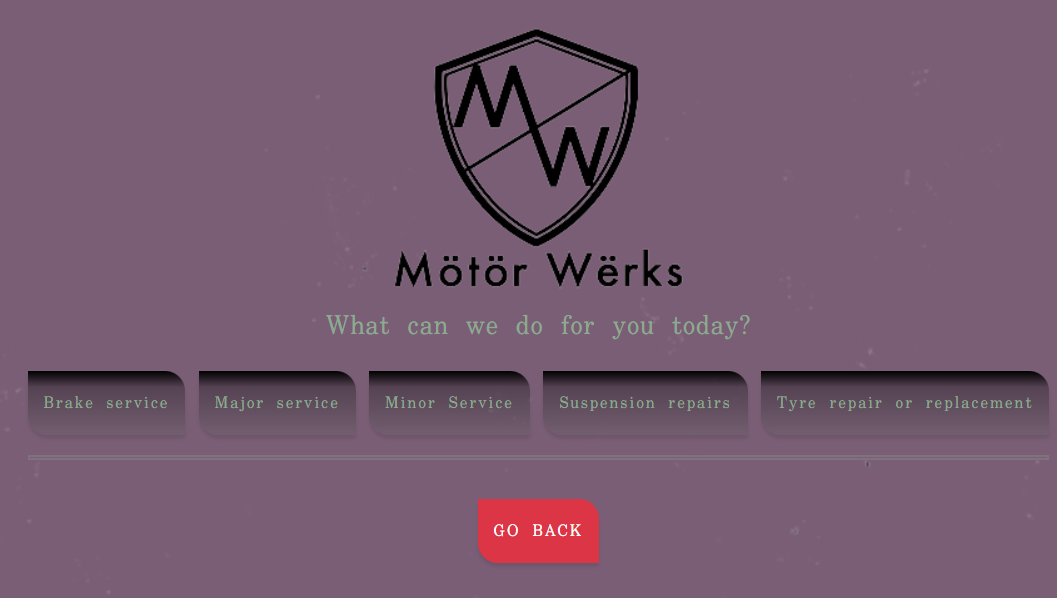 MW
Mötör Wërks
What can we do for you today?
Brake service
Major service
Minor Service
Suspension repairs
Tyre repair or replacement
GO BACK